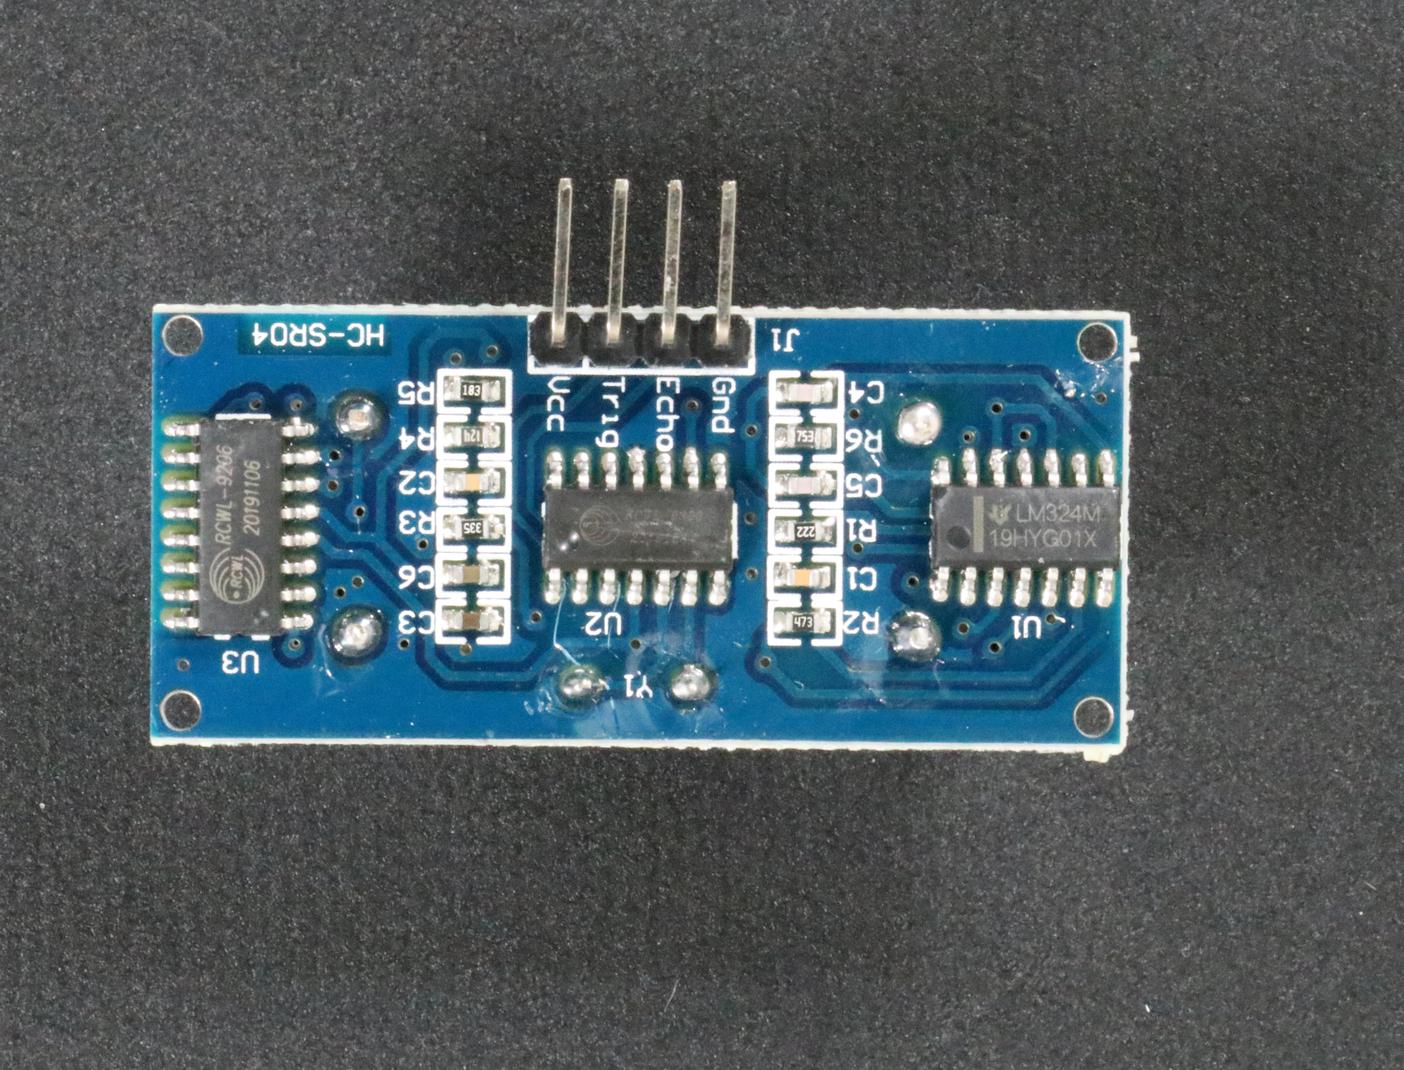 HC-SR04
J1
Vcc
Trig
Echo
Gnd
R5
183
R4
124
C2
R3
335
C6
C3
C4
R6
753
C5
R1
222
C1
R2
473
RCWL-9206
20191106
RCWL
U3
U2
Y1
LM324M
19HYG01X
U1